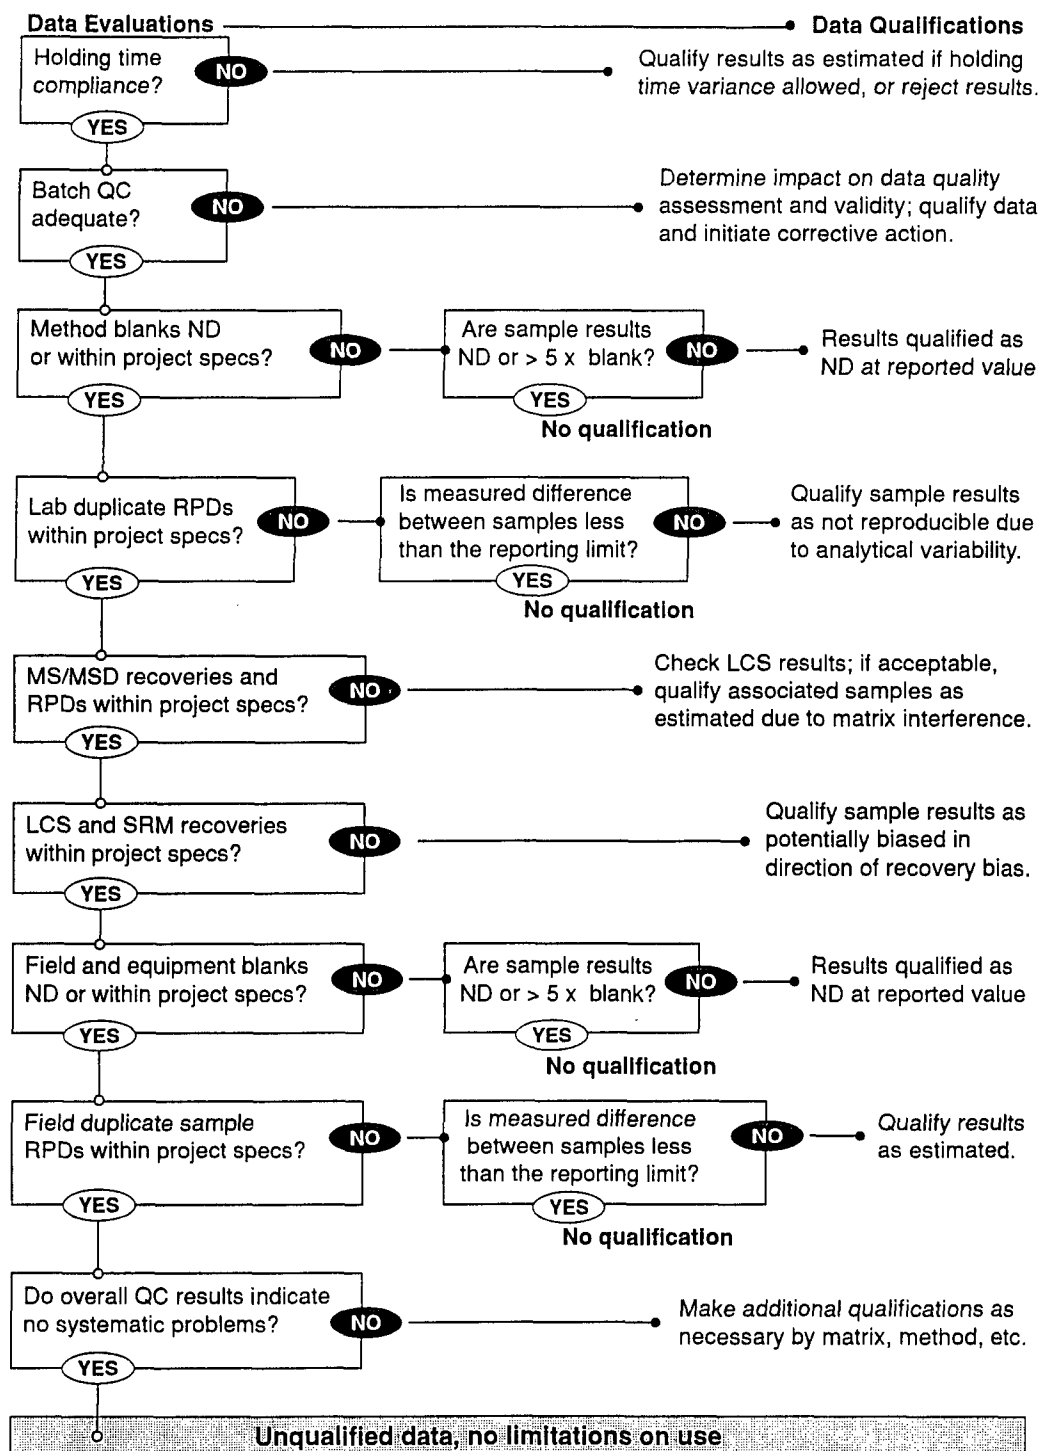 Data Evaluations
Data Qualifications
Holding time
compliance?
NO
Qualify results as estimated if holding
time variance allowed, or reject results.
YES
Batch QC
adequate?
NO
Determine impact on data quality
assessment and validity; qualify data
and initiate corrective action.
YES
Method blanks ND
or within project specs?
NO
Are sample results
ND or > 5 x blank?
NO
Results qualified as
ND at reported value
YES
YES
No qualification
Lab duplicate RPDs
within project specs?
NO
Is measured difference
between samples less
than the reporting limit?
NO
Qualify sample results
as not reproducible due
to analytical variability.
YES
YES
No qualification
MS/MSD recoveries and
RPDs within project specs?
NO
Check LCS results; if acceptable,
qualify associated samples as
estimated due to matrix interference.
YES
LCS and SRM recoveries
within project specs?
NO
Qualify sample results as
potentially biased in
direction of recovery bias.
YES
Field and equipment blanks
ND or within project specs?
NO
Are sample results
ND or > 5 x blank?
NO
Results qualified as
ND at reported value
YES
YES
No qualification
Field duplicate sample
RPDs within project specs?
NO
Is measured difference
between samples less
than the reporting limit?
NO
Qualify results
as estimated.
YES
YES
No qualification
Do overall QC results indicate
no systematic problems?
NO
Make additional qualifications as
necessary by matrix, method, etc.
YES
Unqualified data, no limitations on use